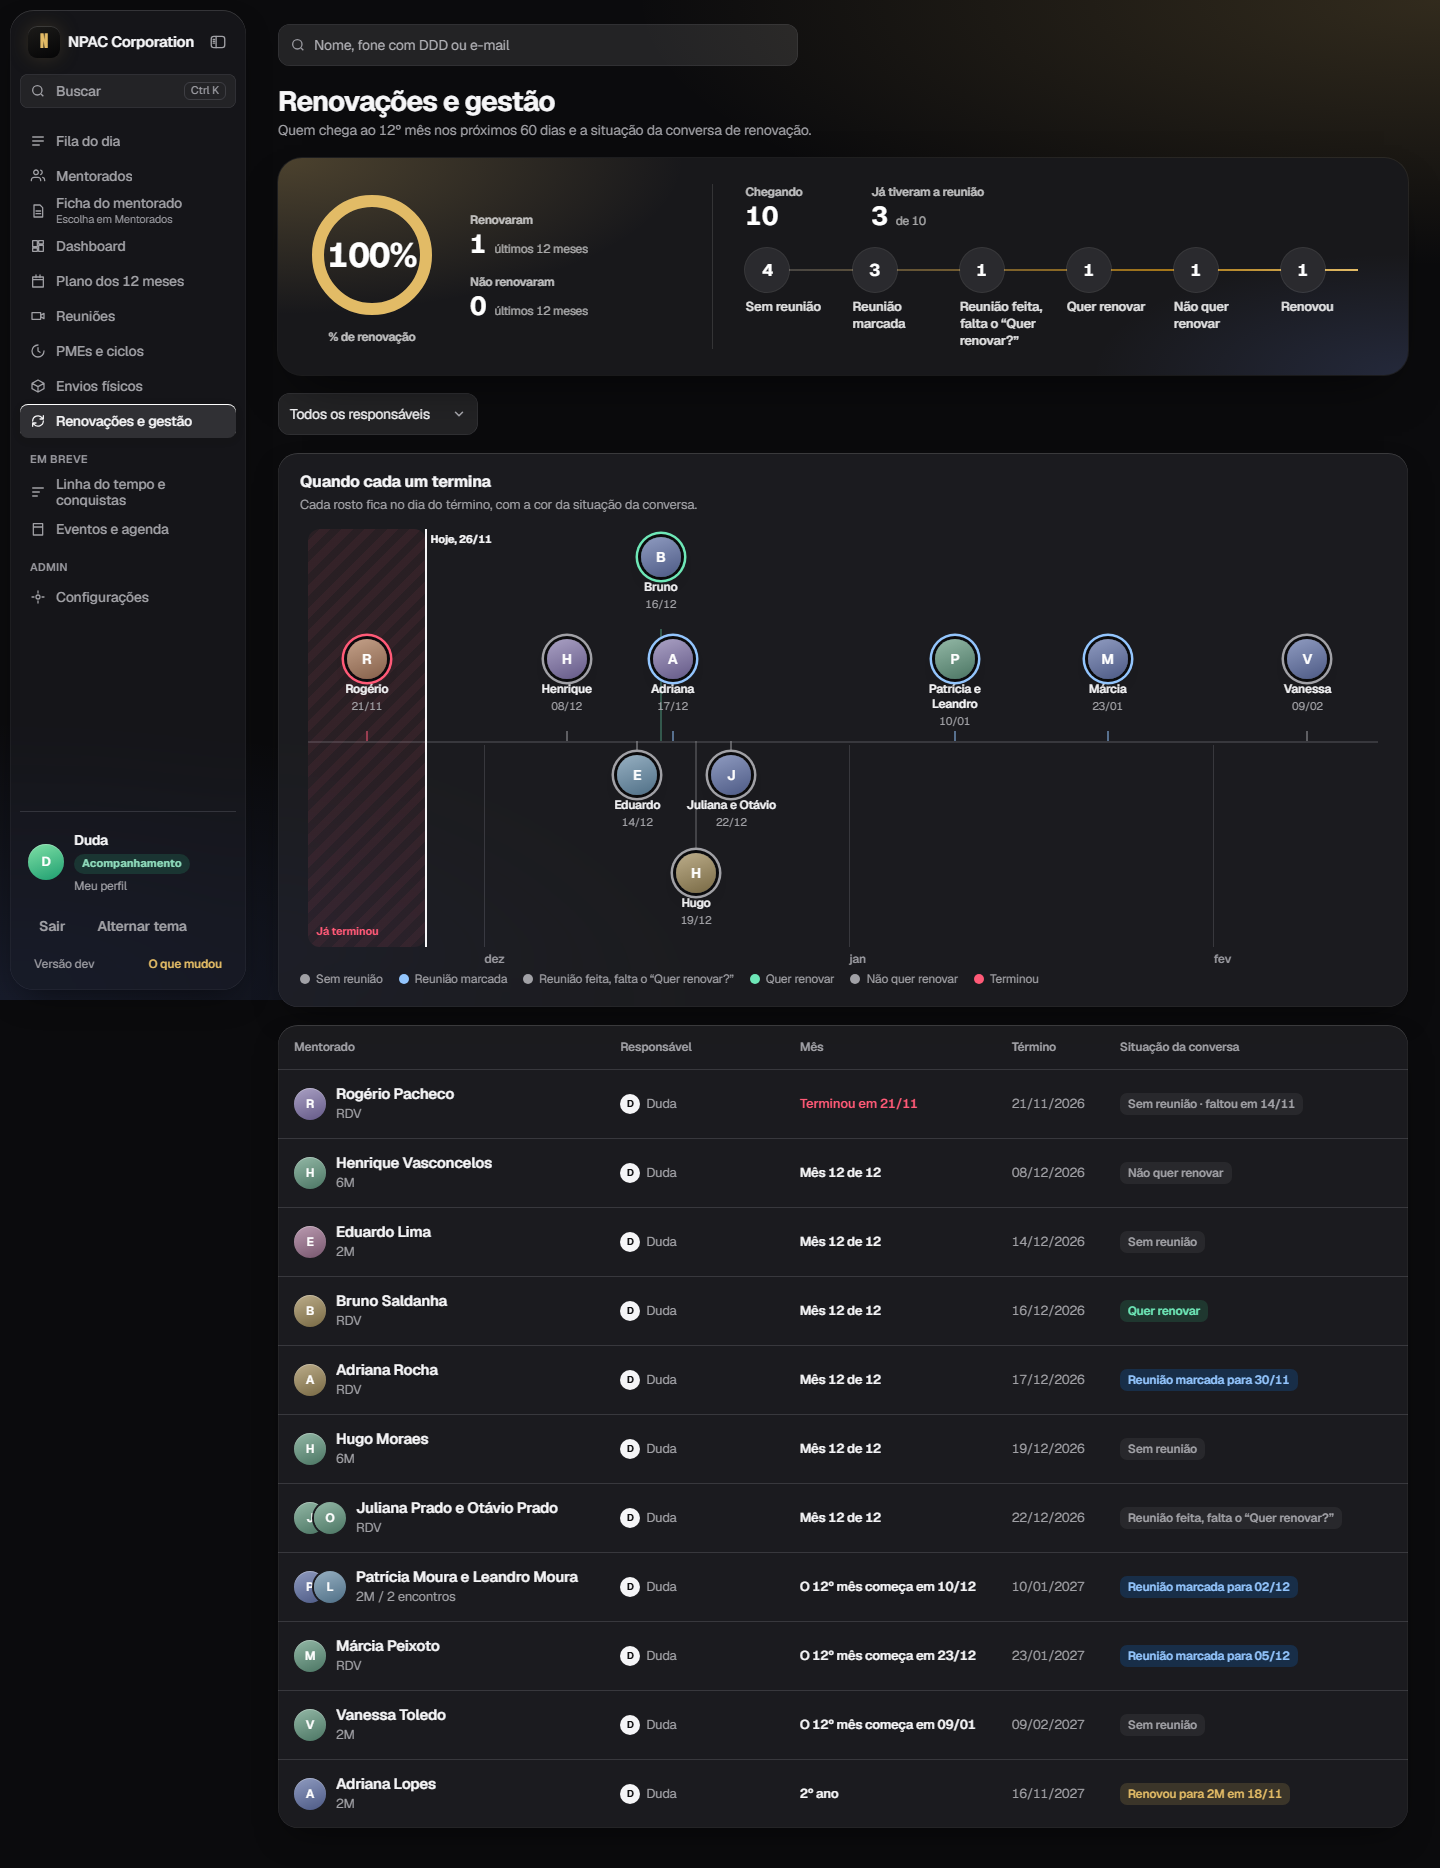 N
NPAC Corporation
Buscar
Ctrl K
Fila do dia
Mentorados
Ficha do mentorado
Escolha em Mentorados
Dashboard
Plano dos 12 meses
Reuniões
PMEs e ciclos
Envios físicos
Renovações e gestão
EM BREVE
Linha do tempo e
conquistas
Eventos e agenda
ADMIN
Configurações
D
Duda
Acompanhamento
Meu perfil
Sair
Alternar tema
Versão dev
O que mudou
Nome, fone com DDD ou e-mail
Renovações e gestão
Quem chega ao 12º mês nos próximos 60 dias e a situação da conversa de renovação.
100%
% de renovação
Renovaram
1 últimos 12 meses
Não renovaram
0 últimos 12 meses
Chegando
10
Já tiveram a reunião
3 de 10
4
Sem reunião
3
Reunião
marcada
1
Reunião feita,
falta o “Quer
renovar?”
1
Quer renovar
1
Não quer
renovar
1
Renovou
Todos os responsáveis
Quando cada um termina
Cada rosto fica no dia do término, com a cor da situação da conversa.
Hoje, 26/11
B
Bruno
16/12
R
Rogério
21/11
H
Henrique
08/12
A
Adriana
17/12
P
Patrícia e
Leandro
10/01
M
Márcia
23/01
V
Vanessa
09/02
E
Eduardo
14/12
J
Juliana e Otávio
22/12
H
Hugo
19/12
Já terminou
dez
jan
fev
Sem reunião
Reunião marcada
Reunião feita, falta o “Quer renovar?”
Quer renovar
Não quer renovar
Terminou
Mentorado Responsável Mês Término Situação da conversa
R
Rogério Pacheco
RDV
D Duda
Terminou em 21/11
21/11/2026
Sem reunião · faltou em 14/11
H
Henrique Vasconcelos
6M
D Duda
Mês 12 de 12
08/12/2026
Não quer renovar
E
Eduardo Lima
2M
D Duda
Mês 12 de 12
14/12/2026
Sem reunião
B
Bruno Saldanha
RDV
D Duda
Mês 12 de 12
16/12/2026
Quer renovar
A
Adriana Rocha
RDV
D Duda
Mês 12 de 12
17/12/2026
Reunião marcada para 30/11
H
Hugo Moraes
6M
D Duda
Mês 12 de 12
19/12/2026
Sem reunião
J O
Juliana Prado e Otávio Prado
RDV
D Duda
Mês 12 de 12
22/12/2026
Reunião feita, falta o “Quer renovar?”
P L
Patrícia Moura e Leandro Moura
2M / 2 encontros
D Duda
O 12º mês começa em 10/12
10/01/2027
Reunião marcada para 02/12
M
Márcia Peixoto
RDV
D Duda
O 12º mês começa em 23/12
23/01/2027
Reunião marcada para 05/12
V
Vanessa Toledo
2M
D Duda
O 12º mês começa em 09/01
09/02/2027
Sem reunião
A
Adriana Lopes
2M
D Duda
2º ano
16/11/2027
Renovou para 2M em 18/11